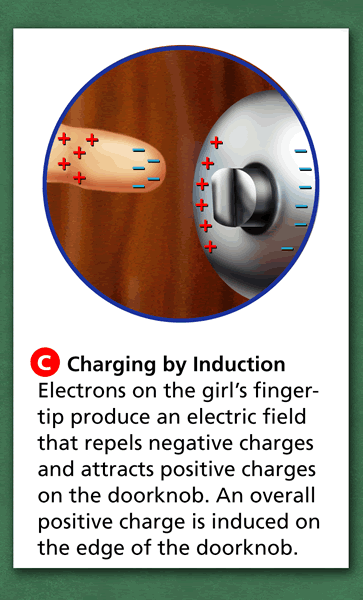 C Charging by Induction
Electrons on the girl's finger-
tip produce an electric field
that repels negative charges
and attracts positive charges
on the doorknob. An overall
positive charge is induced on
the edge of the doorknob.